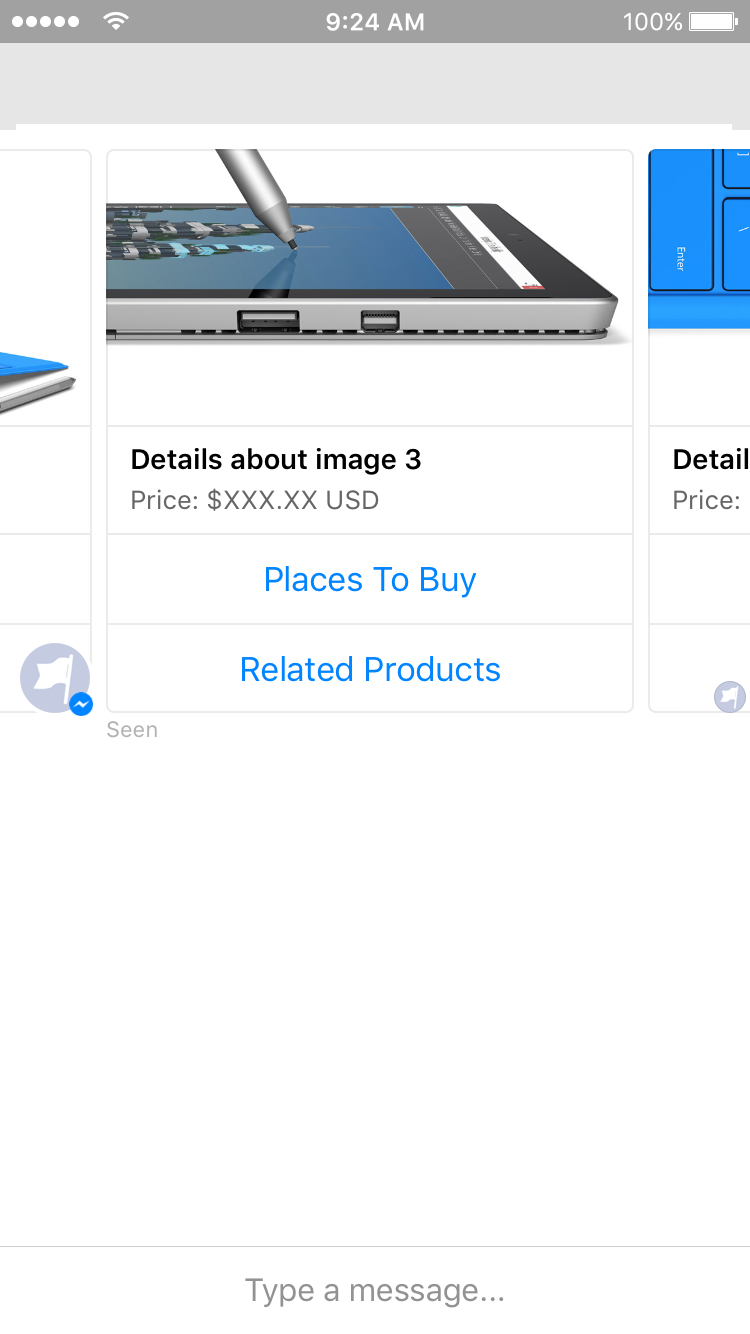 9:24 AM
100%
Enter
Details about image 3
Price: $XXX.XX USD
Detail
Price:
Places To Buy
Related Products
Seen
Type a message...